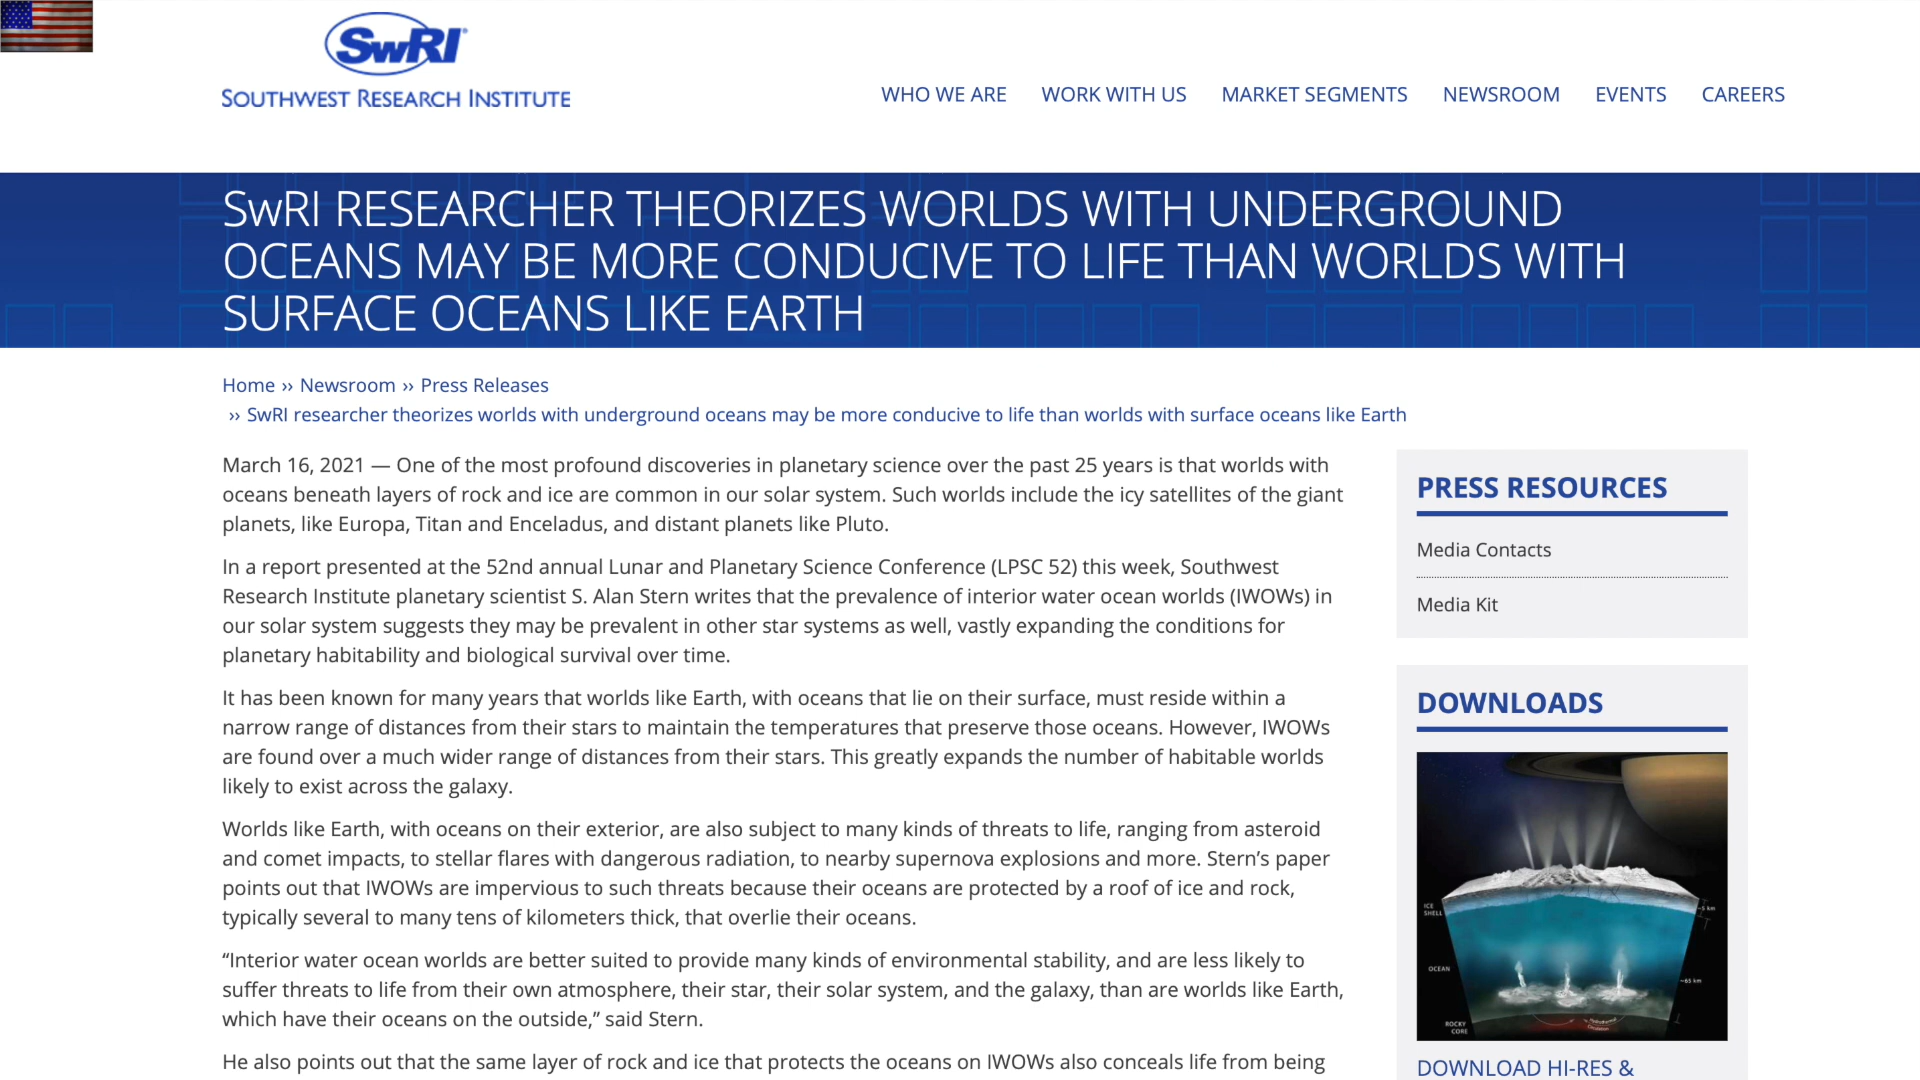 SwRI
SOUTHWEST RESEARCH INSTITUTE
WHO WE ARE
WORK WITH US
MARKET SEGMENTS
NEWSROOM
EVENTS
CAREERS
SwRI RESEARCHER THEORIZES WORLDS WITH UNDERGROUND
OCEANS MAY BE MORE CONDUCIVE TO LIFE THAN WORLDS WITH
SURFACE OCEANS LIKE EARTH
Home ›› Newsroom ›› Press Releases
›› SwRI researcher theorizes worlds with underground oceans may be more conducive to life than worlds with surface oceans like Earth
March 16, 2021 — One of the most profound discoveries in planetary science over the past 25 years is that worlds with
oceans beneath layers of rock and ice are common in our solar system. Such worlds include the icy satellites of the giant
planets, like Europa, Titan and Enceladus, and distant planets like Pluto.
In a report presented at the 52nd annual Lunar and Planetary Science Conference (LPSC 52) this week, Southwest
Research Institute planetary scientist S. Alan Stern writes that the prevalence of interior water ocean worlds (IWOWs) in
our solar system suggests they may be prevalent in other star systems as well, vastly expanding the conditions for
planetary habitability and biological survival over time.
It has been known for many years that worlds like Earth, with oceans that lie on their surface, must reside within a
narrow range of distances from their stars to maintain the temperatures that preserve those oceans. However, IWOWs
are found over a much wider range of distances from their stars. This greatly expands the number of habitable worlds
likely to exist across the galaxy.
Worlds like Earth, with oceans on their exterior, are also subject to many kinds of threats to life, ranging from asteroid
and comet impacts, to stellar flares with dangerous radiation, to nearby supernova explosions and more. Stern’s paper
points out that IWOWs are impervious to such threats because their oceans are protected by a roof of ice and rock,
typically several to many tens of kilometers thick, that overlie their oceans.
“Interior water ocean worlds are better suited to provide many kinds of environmental stability, and are less likely to
suffer threats to life from their own atmosphere, their star, their solar system, and the galaxy, than are worlds like Earth,
which have their oceans on the outside,” said Stern.
He also points out that the same layer of rock and ice that protects the oceans on IWOWs also conceals life from being
PRESS RESOURCES
Media Contacts
Media Kit
DOWNLOADS
ICE
SHELL
~5 km
OCEAN
~65 km
ROCKY
CORE
Hydrothermal
Circulation
DOWNLOAD HI-RES &